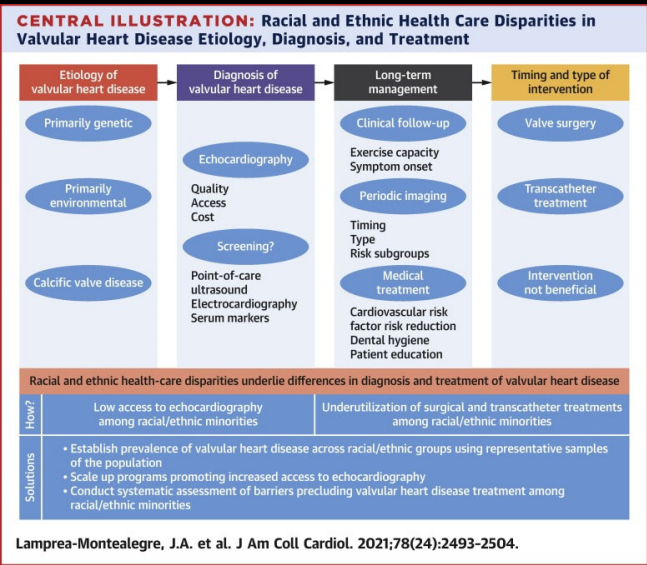 CENTRAL ILLUSTRATION: Racial and Ethnic Health Care Disparities in
Valvular Heart Disease Etiology, Diagnosis, and Treatment
Etiology of
valvular heart disease
Primarily genetic
Primarily
environmental
Calcific valve disease
Diagnosis of
valvular heart disease
Echocardiography
Quality
Access
Cost
Screening?
Point-of-care
ultrasound
Electrocardiography
Serum markers
Long-term
management
Clinical follow-up
Exercise capacity
Symptom onset
Periodic imaging
Timing
Type
Risk subgroups
Medical
treatment
Cardiovascular risk
factor risk reduction
Dental hygiene
Patient education
Timing and type of
intervention
Valve surgery
Transcatheter
treatment
Intervention
not beneficial
Racial and ethnic health-care disparities underlie differences in diagnosis and treatment of valvular heart disease
How?
Low access to echocardiography
among racial/ethnic minorities
Underutilization of surgical and transcatheter treatments
among racial/ethnic minorities
Solutions
• Establish prevalence of valvular heart disease across racial/ethnic groups using representative samples
of the population
• Scale up programs promoting increased access to echocardiography
• Conduct systematic assessment of barriers precluding valvular heart disease treatment among
racial/ethnic minorities
Lamprea-Montealegre, J.A. et al. J Am Coll Cardiol. 2021;78(24):2493–2504.